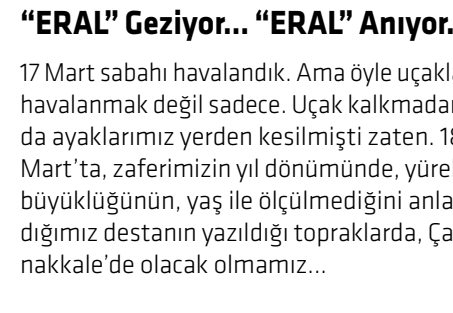 “ERAL” Geziyor... “ERAL” Anıyor.
17 Mart sabahı havalandık. Ama öyle uçakl
havalanmak değil sadece. Uçak kalkmada
da ayaklarımız yerden kesilmişti zaten. 18
Mart’ta, zaferimizin yıl dönümünde, yüre
büyüklüğünün, yaş ile ölçülmediğini anla
dığımız destanın yazıldığı topraklarda, Ça
nakkale’de olacak olmamız...